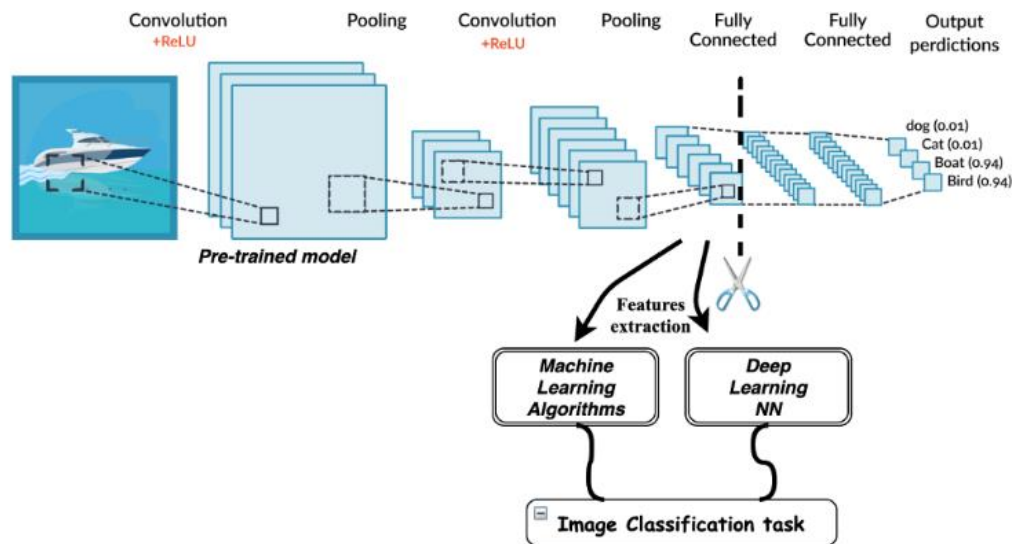 Convolution
+ReLU
Pooling
Convolution
+ReLU
Pooling
Fully
Connected
Fully
Connected
Output
perdictions
dog (0.01)
Cat (0.01)
Boat (0.94)
Bird (0.94)
Pre-trained model
Features
extraction
Machine
Learning
Algorithms
Deep
Learning
NN
Image Classification task